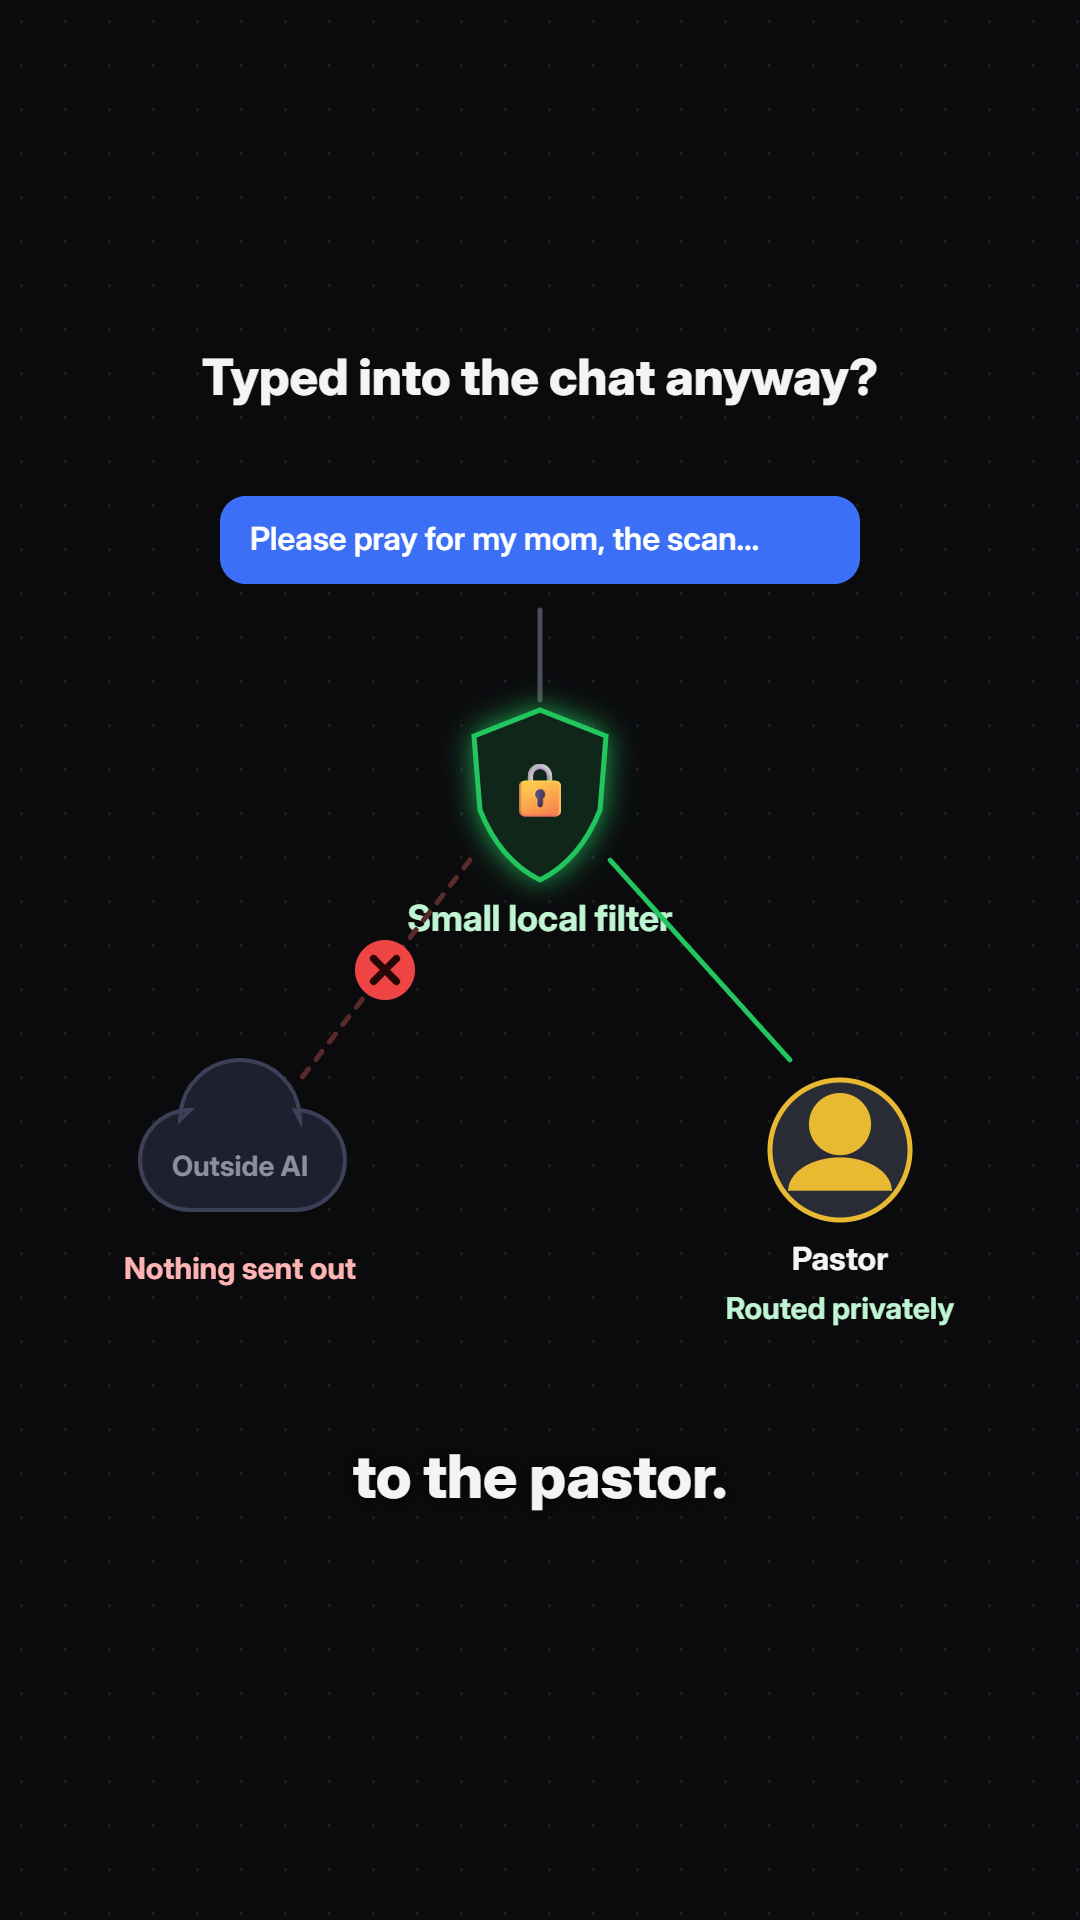 Typed into the chat anyway?
Please pray for my mom, the scan...
Small local filter
Outside AI
Nothing sent out
Pastor
Routed privately
to the pastor.